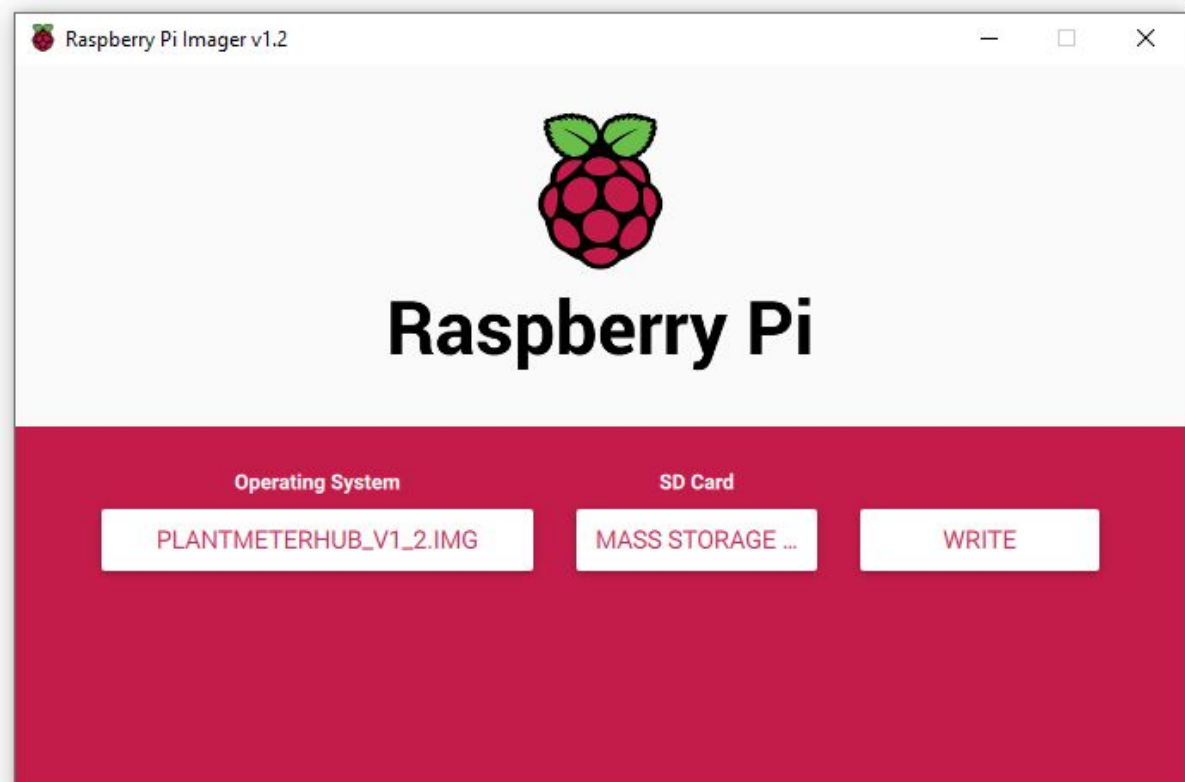 Raspberry Pi Imager v1.2
Raspberry Pi
Operating System
SD Card
PLANTMETERHUB_V1_2.IMG
MASS STORAGE ...
WRITE